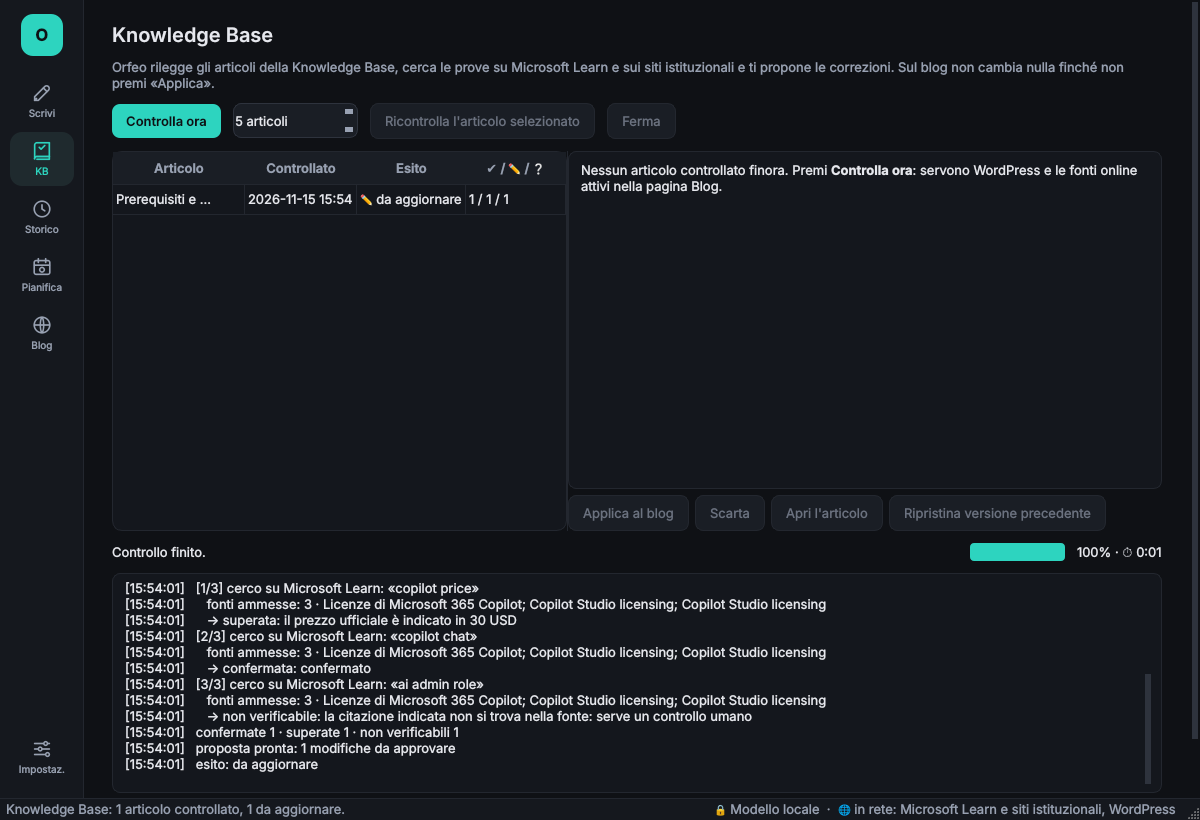 O
Knowledge Base
Orfeo rilegge gli articoli della Knowledge Base, cerca le prove su Microsoft Learn e sui siti istituzionali e ti propone le correzioni. Sul blog non cambia nulla finché non
premi «Applica».
Scrivi
KB
Storico
Pianifica
Blog
Impostaz.
Controlla ora
5 articoli
Ricontrolla l'articolo selezionato
Ferma
Articolo Controllato Esito ✓ / ✏️ / ?
Prerequisiti e ... 2026-11-15 15:54 ✏️ da aggiornare 1 / 1 / 1
Nessun articolo controllato finora. Premi Controlla ora: servono WordPress e le fonti online
attivi nella pagina Blog.
Applica al blog
Scarta
Apri l'articolo
Ripristina versione precedente
Controllo finito.
100% · ⏱ 0:01
[15:54:01] [1/3] cerco su Microsoft Learn: «copilot price»
[15:54:01] fonti ammesse: 3 · Licenze di Microsoft 365 Copilot; Copilot Studio licensing; Copilot Studio licensing
[15:54:01] → superata: il prezzo ufficiale è indicato in 30 USD
[15:54:01] [2/3] cerco su Microsoft Learn: «copilot chat»
[15:54:01] fonti ammesse: 3 · Licenze di Microsoft 365 Copilot; Copilot Studio licensing; Copilot Studio licensing
[15:54:01] → confermata: confermato
[15:54:01] [3/3] cerco su Microsoft Learn: «ai admin role»
[15:54:01] fonti ammesse: 3 · Licenze di Microsoft 365 Copilot; Copilot Studio licensing; Copilot Studio licensing
[15:54:01] → non verificabile: la citazione indicata non si trova nella fonte: serve un controllo umano
[15:54:01] confermate 1 · superate 1 · non verificabili 1
[15:54:01] proposta pronta: 1 modifiche da approvare
[15:54:01] esito: da aggiornare
Knowledge Base: 1 articolo controllato, 1 da aggiornare.
🔒 Modello locale · 🌐 in rete: Microsoft Learn e siti istituzionali, WordPress